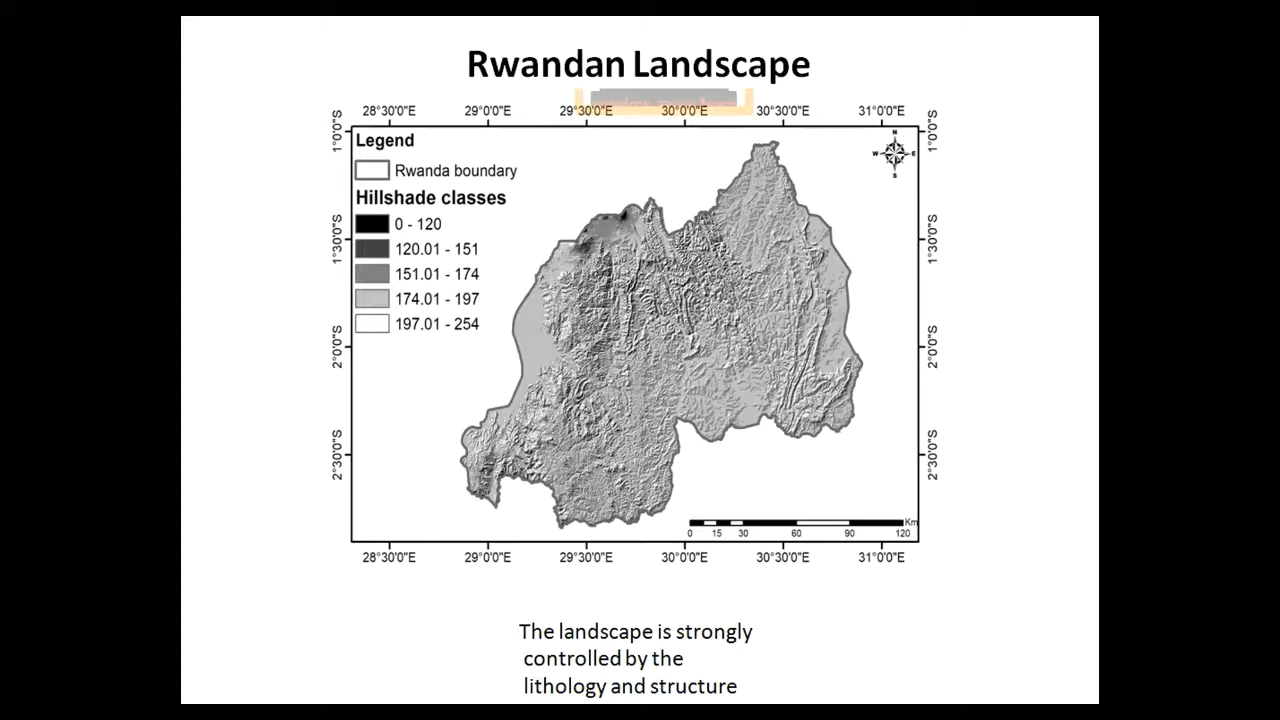 Rwandan Landscape
28°30'0"E 29°0'0"E 29°30'0"E 30°0'0"E 30°30'0"E 31°0'0"E
1°0'0"S
1°30'0"S
2°0'0"S
2°30'0"S
Legend
Rwanda boundary
Hillshade classes
0 - 120
120.01 - 151
151.01 - 174
174.01 - 197
197.01 - 254
N
W E
S
1°0'0"S
1°30'0"S
2°0'0"S
2°30'0"S
Km
0 15 30 60 90 120
28°30'0"E 29°0'0"E 29°30'0"E 30°0'0"E 30°30'0"E 31°0'0"E
The landscape is strongly
controlled by the
lithology and structure